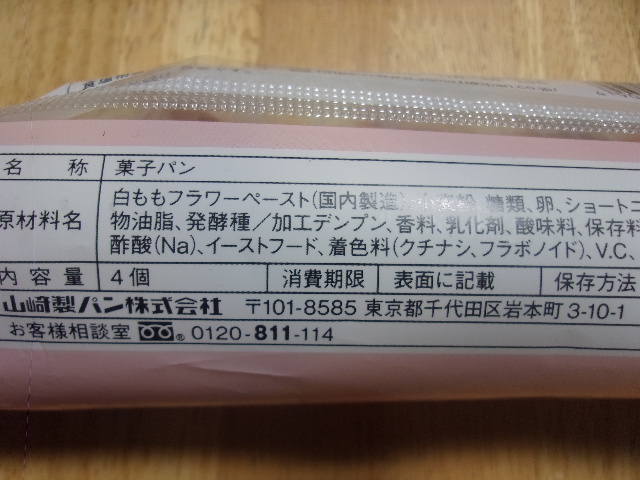 名 称 菓子パン
原材料名 白ももフラワーペースト(国内製造)、小麦粉、糖類、卵、ショートニ
物油脂、発酵種/加工デンプン、香料、乳化剤、酸味料、保存料
酢酸(Na)、イーストフード、着色料(クチナシ、フラボノイド)、V.C、
内容量 4個 消費期限 表面に記載 保存方法
山崎製パン株式会社 〒101-8585 東京都千代田区岩本町3-10-1
お客様相談室 0120-811-114